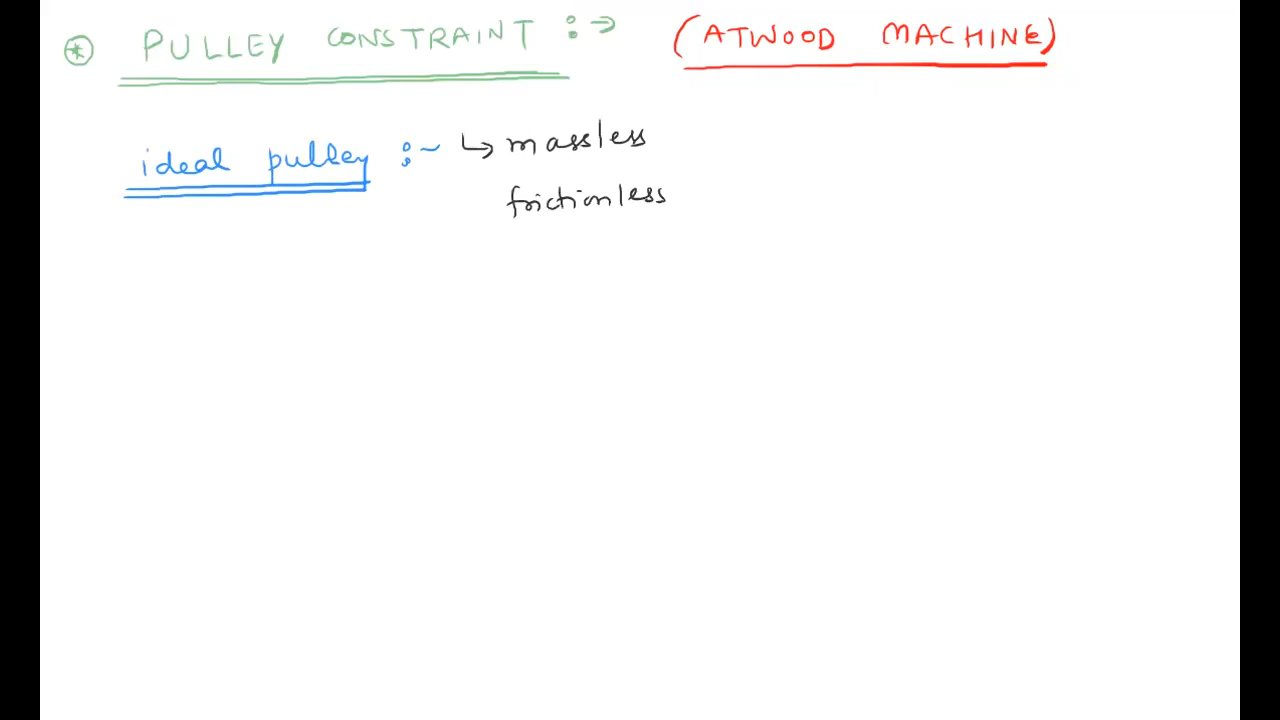 ⊛ PULLEY CONSTRAINT :→ (ATWOOD MACHINE)
ideal pulley :~ ↳ massless
frictionless